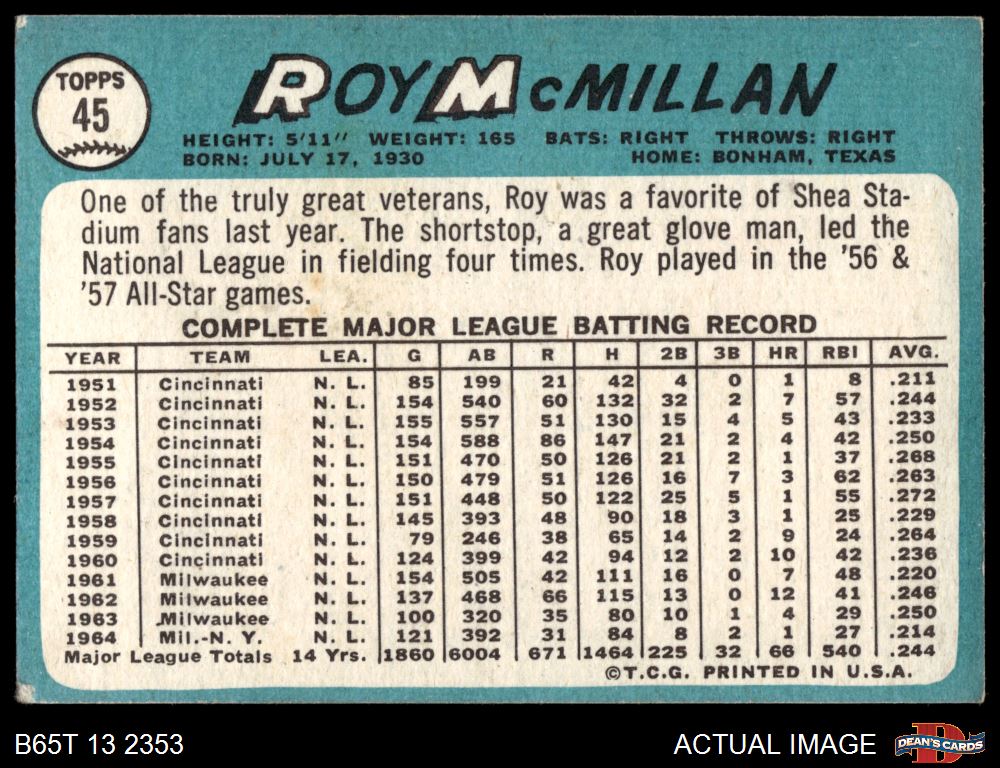 TOPPS
45
ROY McMILLAN
HEIGHT: 5'11" WEIGHT: 165 BATS: RIGHT THROWS: RIGHT
BORN: JULY 17, 1930 HOME: BONHAM, TEXAS
One of the truly great veterans, Roy was a favorite of Shea Sta-
dium fans last year. The shortstop, a great glove man, led the
National League in fielding four times. Roy played in the '56 &
'57 All-Star games.
COMPLETE MAJOR LEAGUE BATTING RECORD
YEAR TEAM LEA. G AB R H 2B 3B HR RBI AVG.
1951 Cincinnati N. L. 85 199 21 42 4 0 1 8 .211
1952 Cincinnati N. L. 154 540 60 132 32 2 7 57 .244
1953 Cincinnati N. L. 155 557 51 130 15 4 5 43 .233
1954 Cincinnati N. L. 154 588 86 147 21 2 4 42 .250
1955 Cincinnati N. L. 151 470 50 126 21 2 1 37 .268
1956 Cincinnati N. L. 150 479 51 126 16 7 3 62 .263
1957 Cincinnati N. L. 151 448 50 122 25 5 1 55 .272
1958 Cincinnati N. L. 145 393 48 90 18 3 1 25 .229
1959 Cincinnati N. L. 79 246 38 65 14 2 9 24 .264
1960 Cincinnati N. L. 124 399 42 94 12 2 10 42 .236
1961 Milwaukee N. L. 154 505 42 111 16 0 7 48 .220
1962 Milwaukee N. L. 137 468 66 115 13 0 12 41 .246
1963 Milwaukee N. L. 100 320 35 80 10 1 4 29 .250
1964 Mil.-N. Y. N. L. 121 392 31 84 8 2 1 27 .214
Major League Totals 14 Yrs. 1860 6004 671 1464 225 32 66 540 .244
©T.C.G. PRINTED IN U.S.A.
B65T 13 2353 ACTUAL IMAGE
D
DEAN'S CARDS